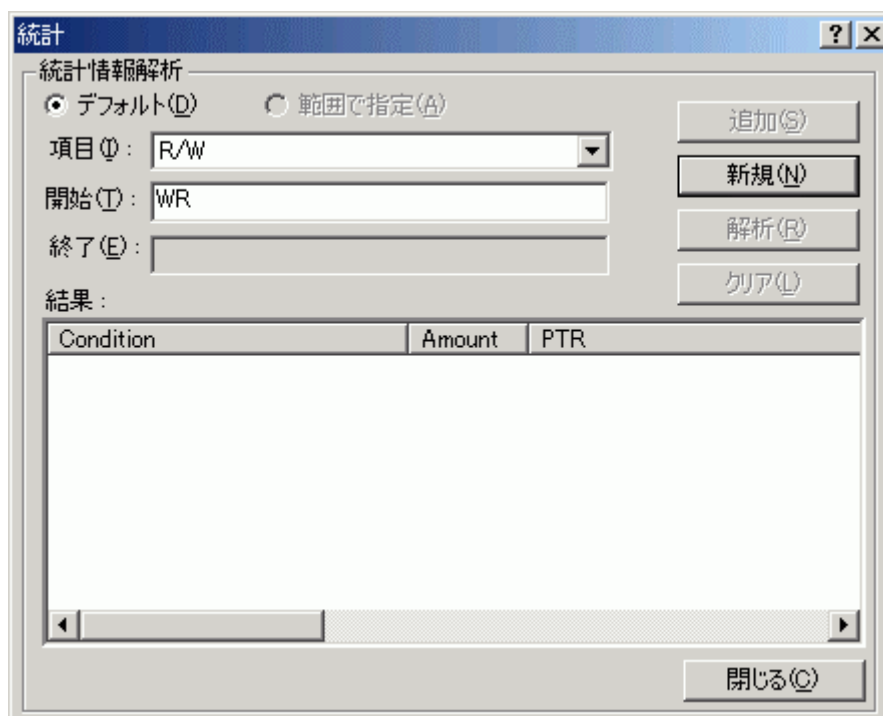 統計
統計情報解析
デフォルト(D) 範囲で指定(A)
追加(S)
項目(I): R/W
新規(N)
開始(T): WR
解析(R)
終了(E):
クリア(L)
結果:
Condition Amount PTR
閉じる(C)